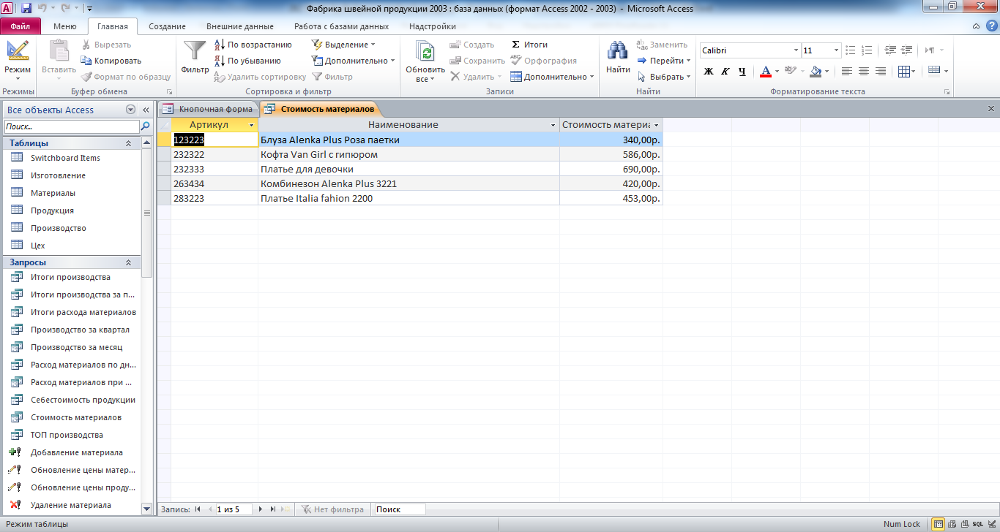 Фабрика швейной продукции 2003 : база данных (формат Access 2002 - 2003) - Microsoft Access
Файл Меню Главная Создание Внешние данные Работа с базами данных Надстройки
Режим
Режимы
Вставить
Вырезать
Копировать
Формат по образцу
Буфер обмена
Фильтр
По возрастанию
По убыванию
Удалить сортировку
Выделение
Дополнительно
Фильтр
Сортировка и фильтр
Обновить
все
Создать
Сохранить
Удалить
Итоги
Орфография
Дополнительно
Записи
Найти
Заменить
Перейти
Выбрать
Найти
Calibri 11
Ж К Ч
Форматирование текста
Все объекты Access
Поиск...
Таблицы
Switchboard Items
Изготовление
Материалы
Продукция
Производство
Цех
Запросы
Итоги производства
Итоги производства за п...
Итоги расхода материалов
Производство за квартал
Производство за месяц
Расход материалов по дн...
Расход материалов при ...
Себестоимость продукции
Стоимость материалов
ТОП производства
Добавление материала
Обновление цены матер...
Обновление цены проду...
Удаление материала
Кнопочная форма Стоимость материалов
Артикул Наименование Стоимость материа
123223 Блуза Alenka Plus Роза паетки 340,00р.
232322 Кофта Van Girl с гипюром 586,00р.
232333 Платье для девочки 690,00р.
263434 Комбинезон Alenka Plus 3221 420,00р.
283223 Платье Italia fahion 2200 453,00р.
Запись: 1 из 5 Нет фильтра Поиск
Режим таблицы Num Lock SQL